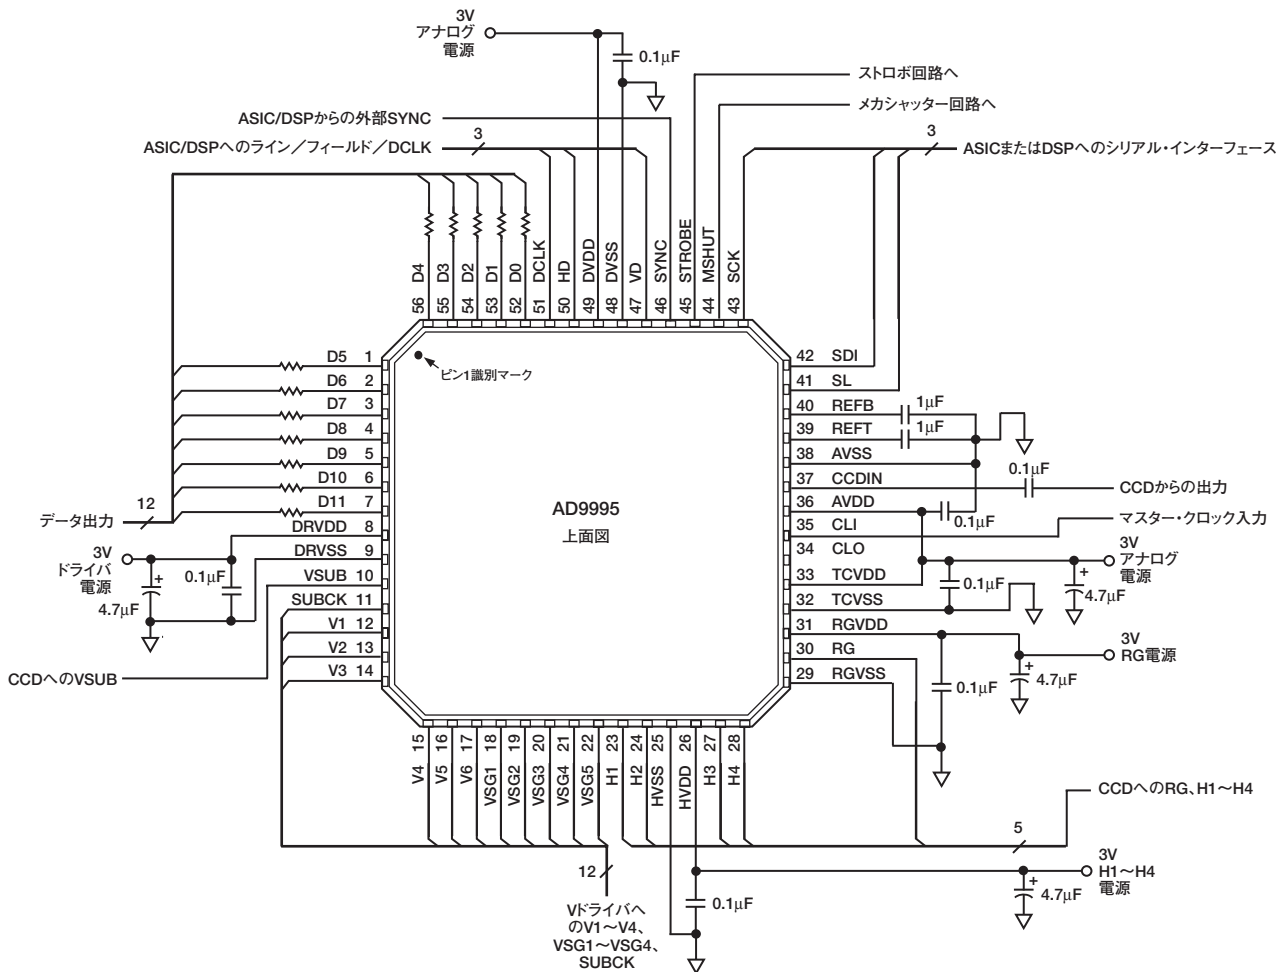 3V
アナログ
電源
0.1μF
ストロボ回路へ
メカシャッター回路へ
ASIC/DSPからの外部SYNC
3
ASIC/DSPへのライン／フィールド／DCLK
3
ASICまたはDSPへのシリアル・インターフェース
56 D4
55 D3
54 D2
53 D1
52 D0
51 DCLK
50 HD
49 DVDD
48 DVSS
47 VD
46 SYNC
45 STROBE
44 MSHUT
43 SCK
ピン1識別マーク
D5 1
D6 2
D7 3
D8 4
D9 5
D10 6
D11 7
DRVDD 8
DRVSS 9
VSUB 10
SUBCK 11
V1 12
V2 13
V3 14
12
データ出力
3V
ドライバ
電源
0.1μF
+
4.7μF
CCDへのVSUB
AD9995
上面図
42 SDI
41 SL
40 REFB
39 REFT
38 AVSS
37 CCDIN
36 AVDD
35 CLI
34 CLO
33 TCVDD
32 TCVSS
31 RGVDD
30 RG
29 RGVSS
1μF
1μF
0.1μF
CCDからの出力
0.1μF
マスター・クロック入力
3V
アナログ
電源
0.1μF
+
4.7μF
3V
RG電源
0.1μF
+
4.7μF
V4 15
V5 16
V6 17
VSG1 18
VSG2 19
VSG3 20
VSG4 21
VSG5 22
H1 23
H2 24
HVSS 25
HVDD 26
H3 27
H4 28
CCDへのRG、H1～H4
5
3V
H1～H4
電源
+
4.7μF
0.1μF
12
Vドライバへ
のV1～V4、
VSG1～VSG4、
SUBCK